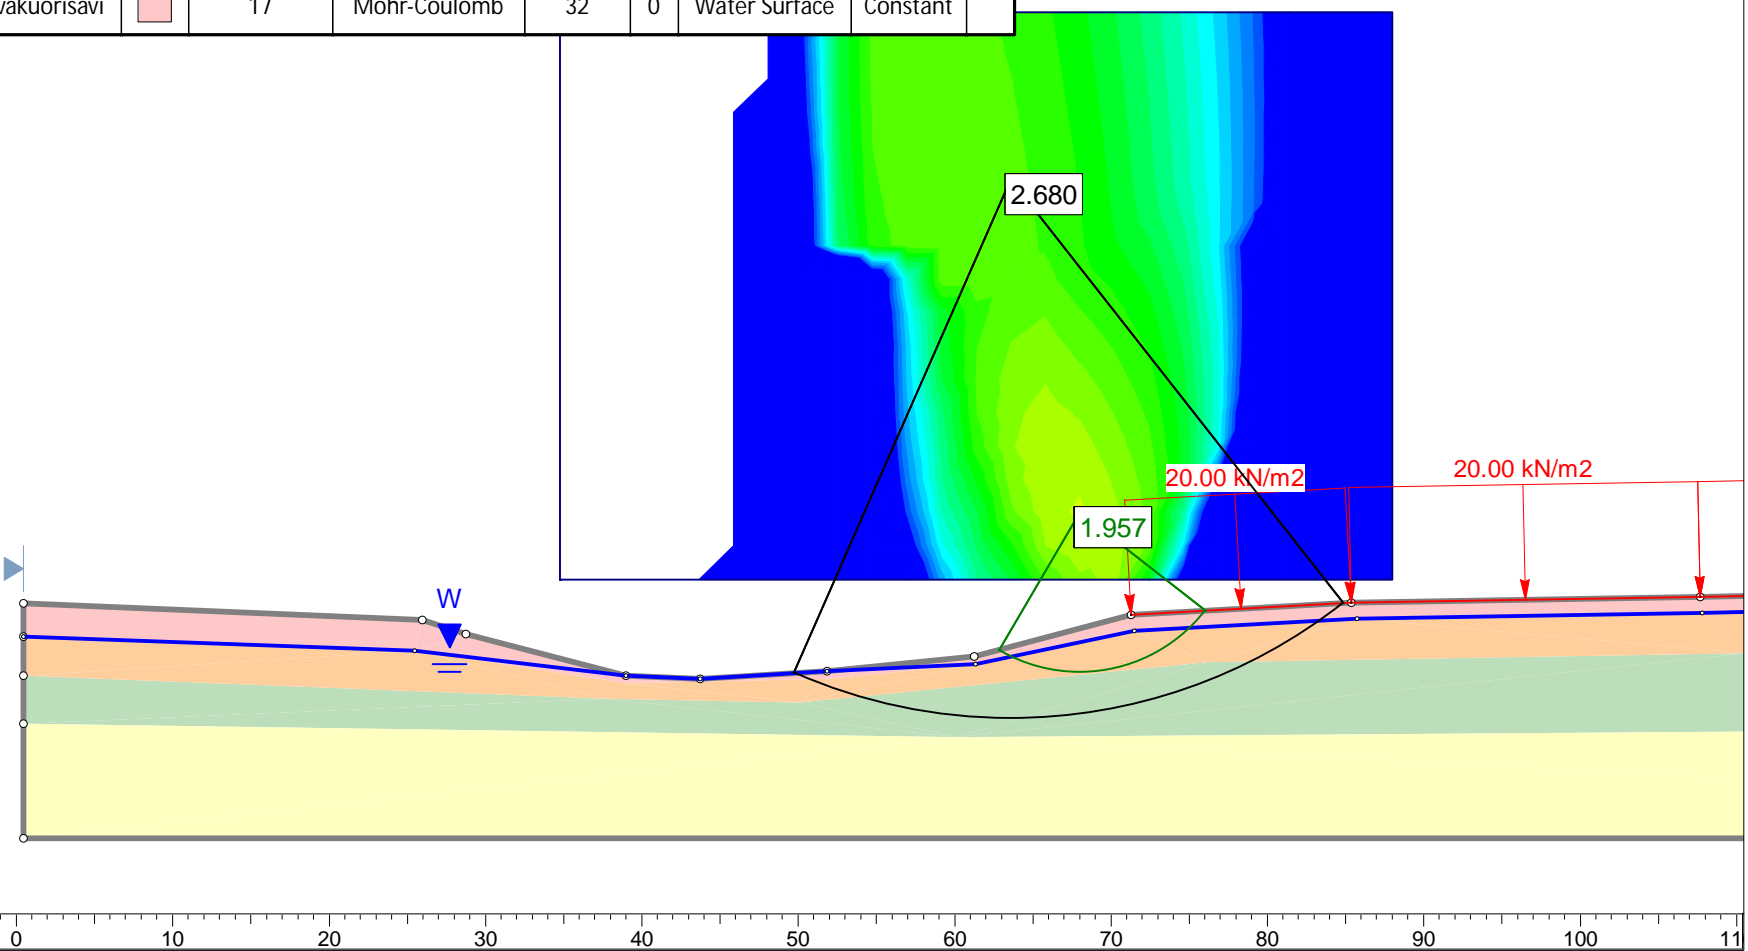 vakuorisavi 17 Mohr-Coulomb 32 0 Water Surface Constant
2.680
20.00 kN/m2
20.00 kN/m2
1.957
W
0 10 20 30 40 50 60 70 80 90 100 11